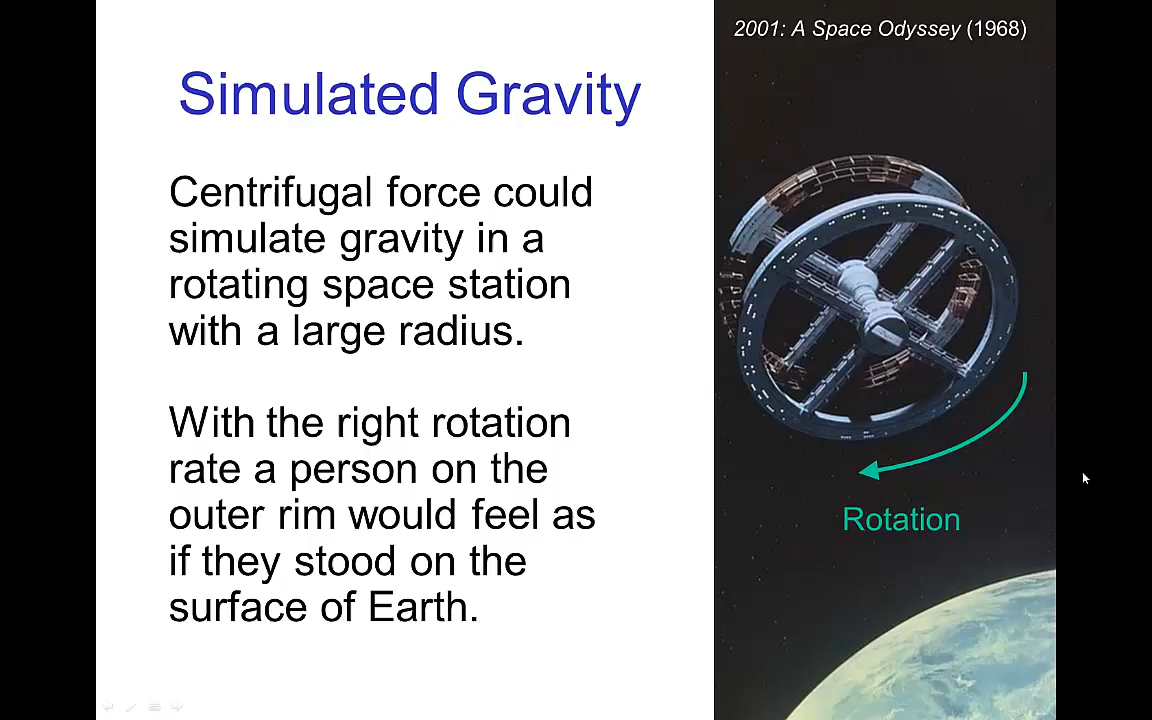 2001: A Space Odyssey (1968)
Simulated Gravity
Centrifugal force could
simulate gravity in a
rotating space station
with a large radius.
With the right rotation
rate a person on the
outer rim would feel as
if they stood on the
surface of Earth.
Rotation